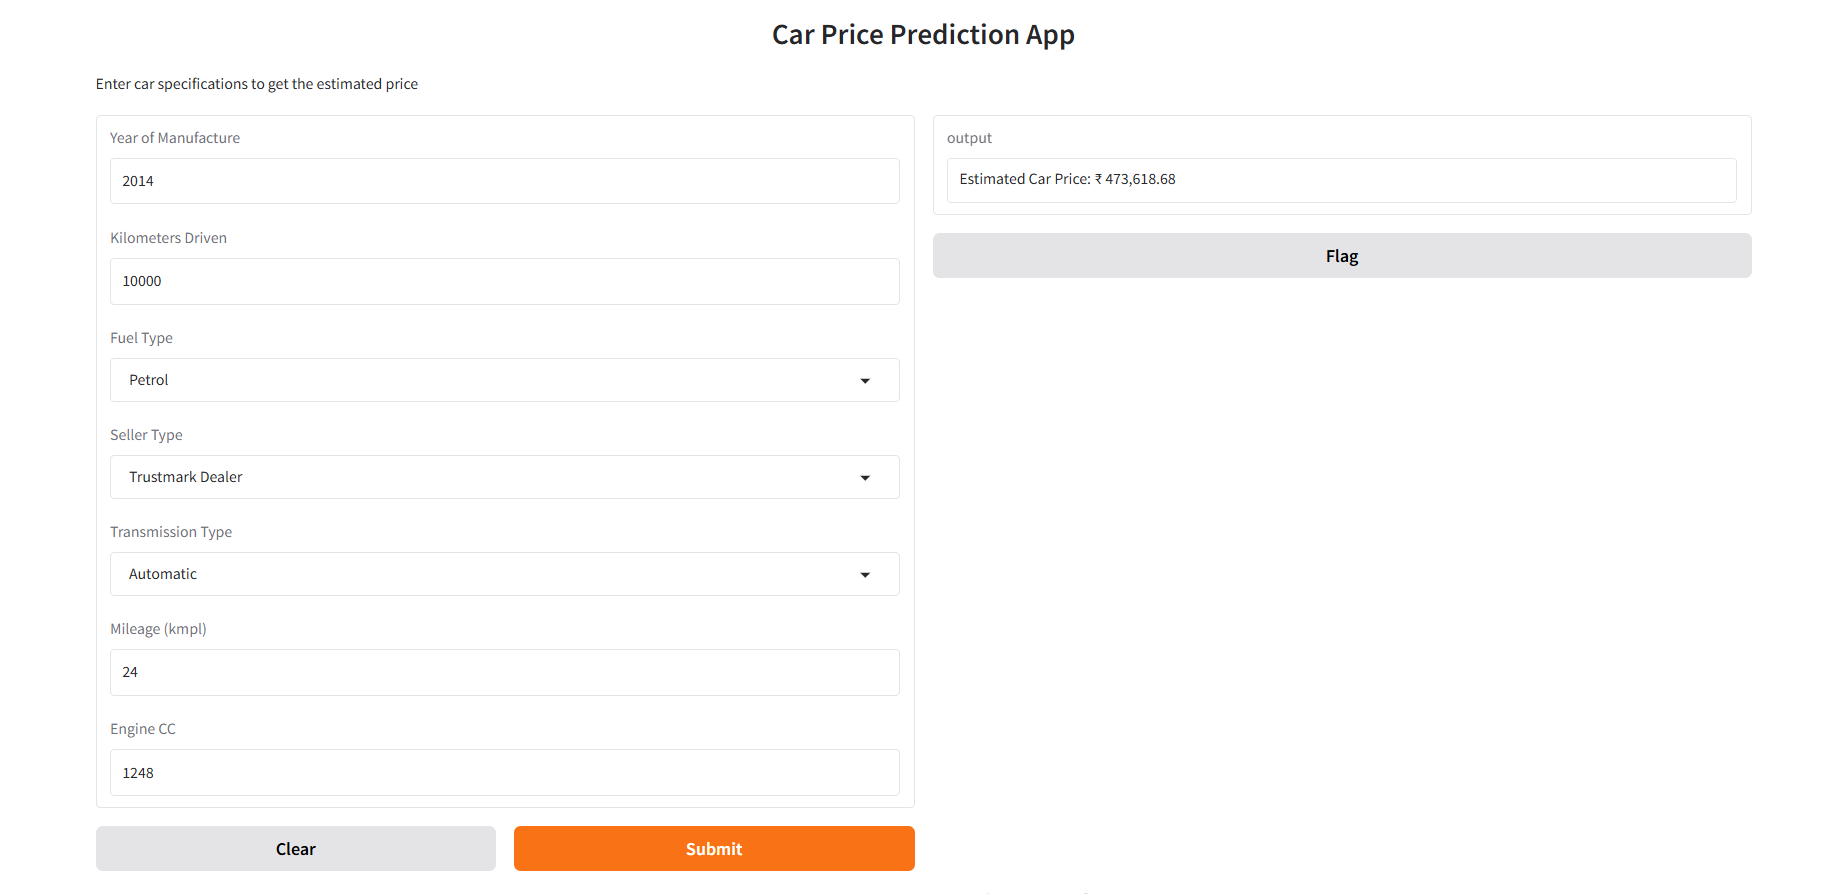 Car Price Prediction App
Enter car specifications to get the estimated price
Year of Manufacture
2014
Kilometers Driven
10000
Fuel Type
Petrol
Seller Type
Trustmark Dealer
Transmission Type
Automatic
Mileage (kmpl)
24
Engine CC
1248
Clear
Submit
output
Estimated Car Price: ₹ 473,618.68
Flag